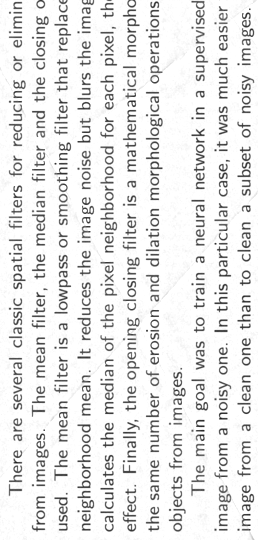 There are several classic spatial filters for reducing or elimin
from images. The mean filter, the median filter and the closing o
used. The mean filter is a lowpass or smoothing filter that replace
neighborhood mean. It reduces the image noise but blurs the imag
calculates the median of the pixel neighborhood for each pixel, the
effect. Finally, the opening closing filter is a mathematical morpho
the same number of erosion and dilation morphological operations
objects from images.
The main goal was to train a neural network in a supervised
image from a noisy one. In this particular case, it was much easier
image from a clean one than to clean a subset of noisy images.